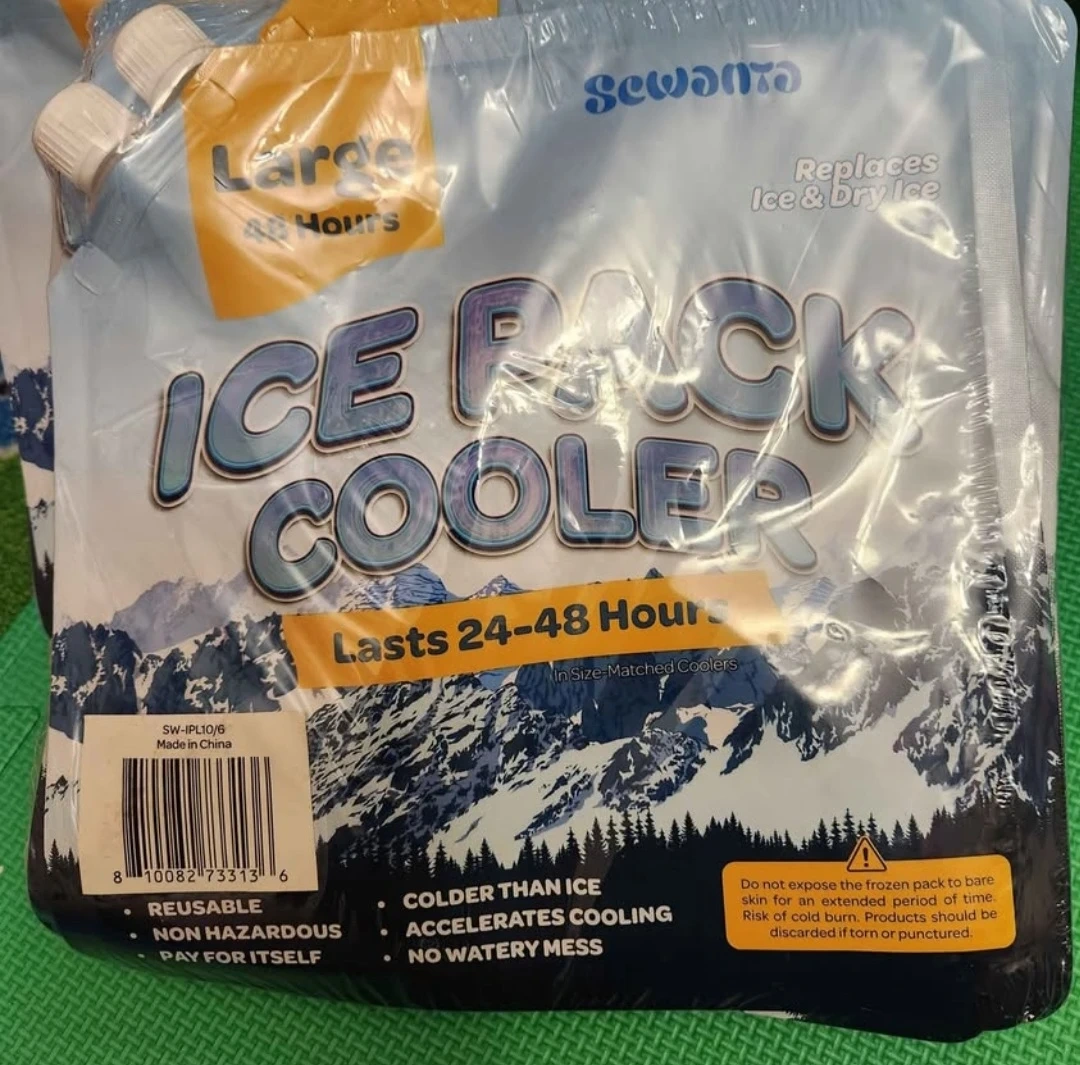 Sewanta
Large
48 Hours
Replaces
Ice & Dry Ice
ICE PACK
COOLER
Lasts 24-48 Hours
In Size-Matched Coolers
SW-IPL10/6
Made in China
8 10082 73313 6
• REUSABLE
• NON HAZARDOUS
• PAY FOR ITSELF
• COLDER THAN ICE
• ACCELERATES COOLING
• NO WATERY MESS
Do not expose the frozen pack to bare
skin for an extended period of time.
Risk of cold burn. Products should be
discarded if torn or punctured.